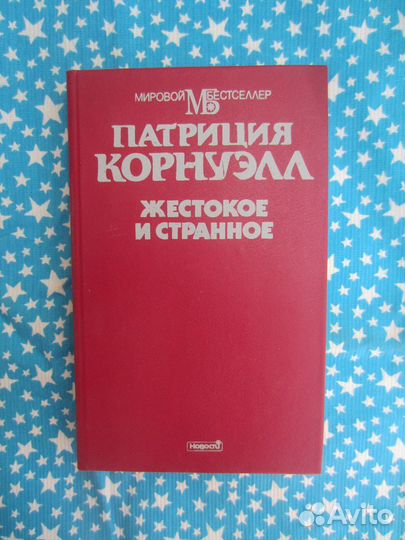 МИРОВОЙ МБ БЕСТСЕЛЛЕР
ПАТРИЦИЯ
КОРНУЭЛЛ
ЖЕСТОКОЕ
И СТРАННОЕ
Новости
Avito